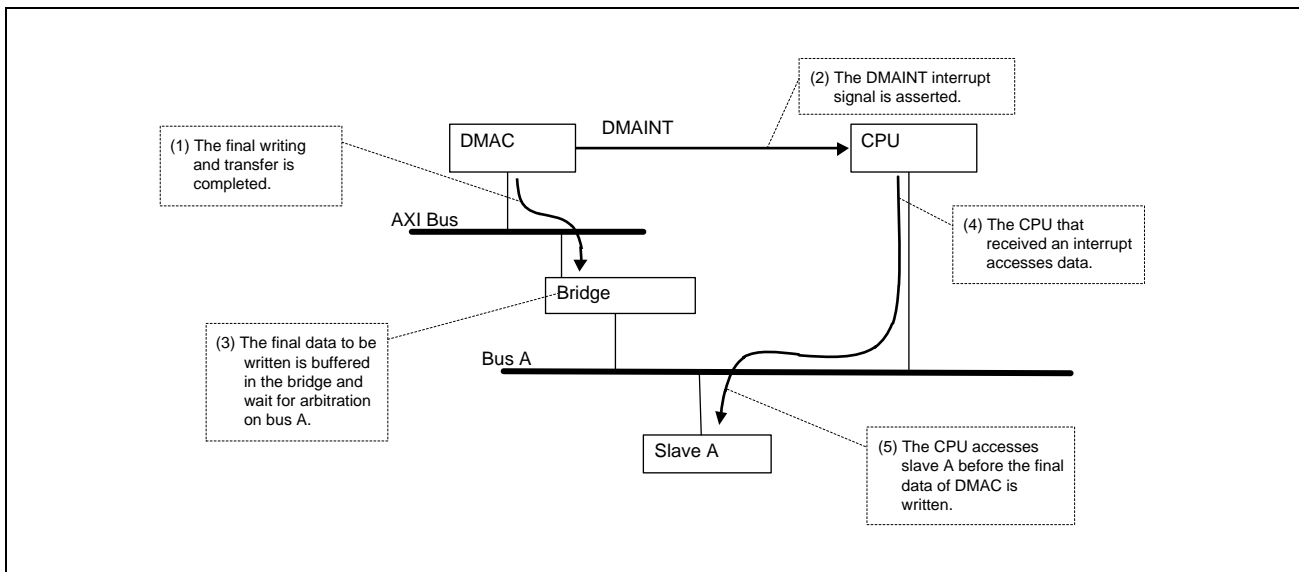 (2) The DMAINT interrupt
signal is asserted.
DMAINT
DMAC
CPU
(1) The final writing
and transfer is
completed.
AXI Bus
(4) The CPU that
received an interrupt
accesses data.
Bridge
(3) The final data to be
written is buffered
in the bridge and
wait for arbitration
on bus A.
Bus A
Slave A
(5) The CPU accesses
slave A before the final
data of DMAC is
written.